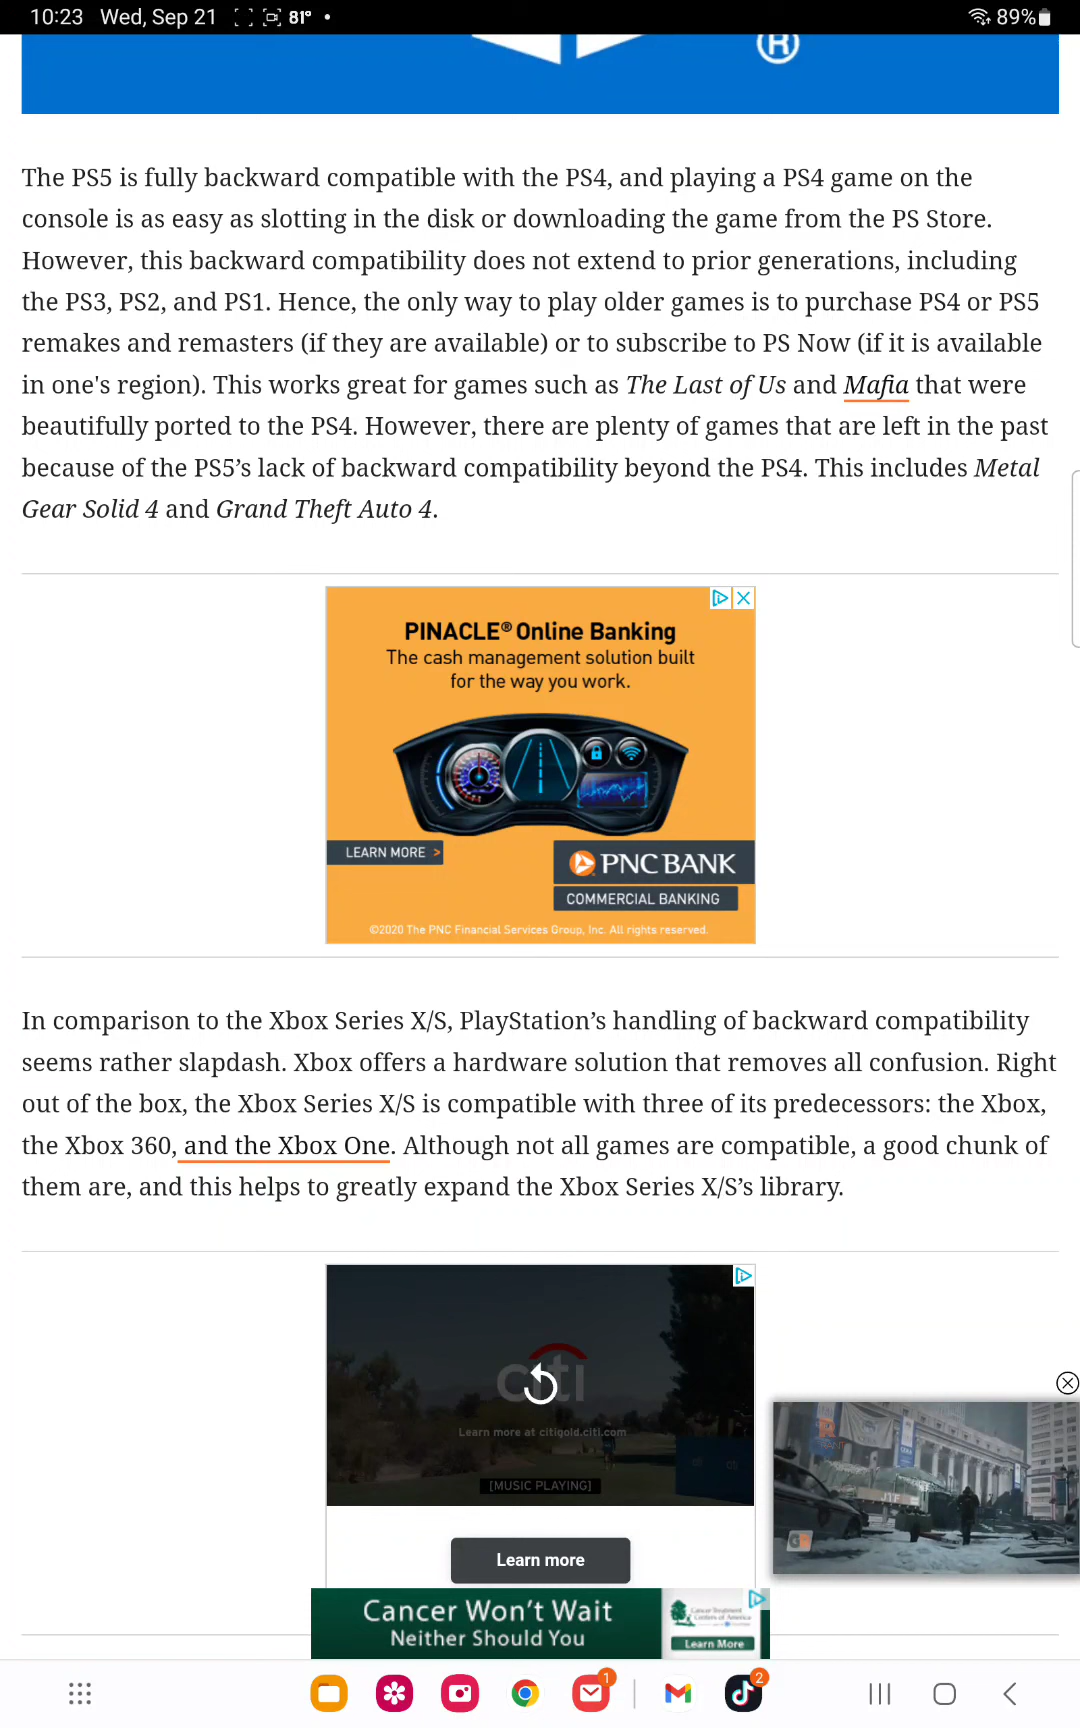 10:23 Wed, Sep 21 81° •
89%
®
The PS5 is fully backward compatible with the PS4, and playing a PS4 game on the
console is as easy as slotting in the disk or downloading the game from the PS Store.
However, this backward compatibility does not extend to prior generations, including
the PS3, PS2, and PS1. Hence, the only way to play older games is to purchase PS4 or PS5
remakes and remasters (if they are available) or to subscribe to PS Now (if it is available
in one's region). This works great for games such as The Last of Us and Mafia that were
beautifully ported to the PS4. However, there are plenty of games that are left in the past
because of the PS5’s lack of backward compatibility beyond the PS4. This includes Metal
Gear Solid 4 and Grand Theft Auto 4.
PINACLE® Online Banking
The cash management solution built
for the way you work.
LEARN MORE >
PNC BANK
COMMERCIAL BANKING
©2020 The PNC Financial Services Group, Inc. All rights reserved.
In comparison to the Xbox Series X/S, PlayStation’s handling of backward compatibility
seems rather slapdash. Xbox offers a hardware solution that removes all confusion. Right
out of the box, the Xbox Series X/S is compatible with three of its predecessors: the Xbox,
the Xbox 360, and the Xbox One. Although not all games are compatible, a good chunk of
them are, and this helps to greatly expand the Xbox Series X/S’s library.
citi
Learn more at citigold.citi.com
[MUSIC PLAYING]
JTF
Learn more
Cancer Won’t Wait
Neither Should You
Cancer Treatment
Centers of America
Learn More
1
2